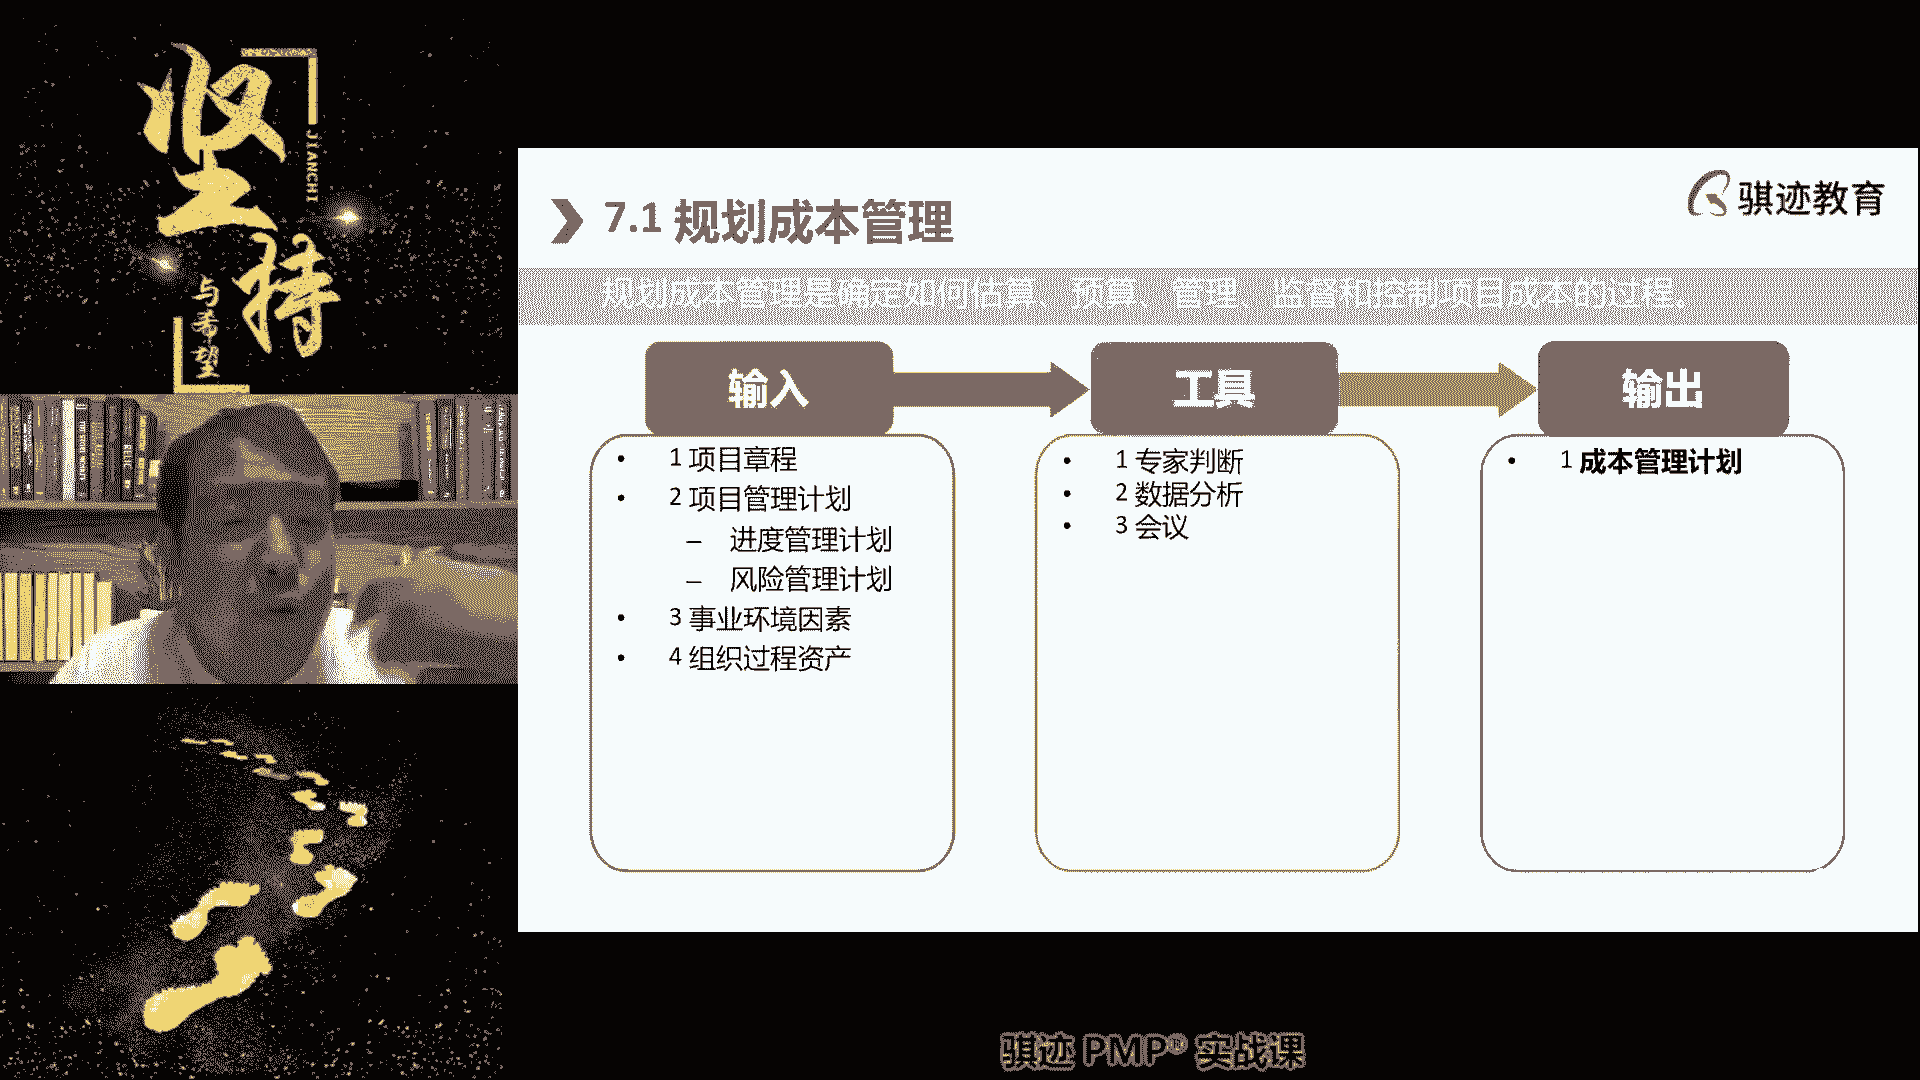 坚持
JIANCHI
与希望
骐迹教育
7.1 规划成本管理
规划成本管理是确定如何估算、预算、管理、监督和控制项目成本的过程。
输入
工具
输出
• 1 项目章程
• 2 项目管理计划
– 进度管理计划
– 风险管理计划
• 3 事业环境因素
• 4 组织过程资产
• 1 专家判断
• 2 数据分析
• 3 会议
• 1 成本管理计划
骐迹 PMP® 实战课